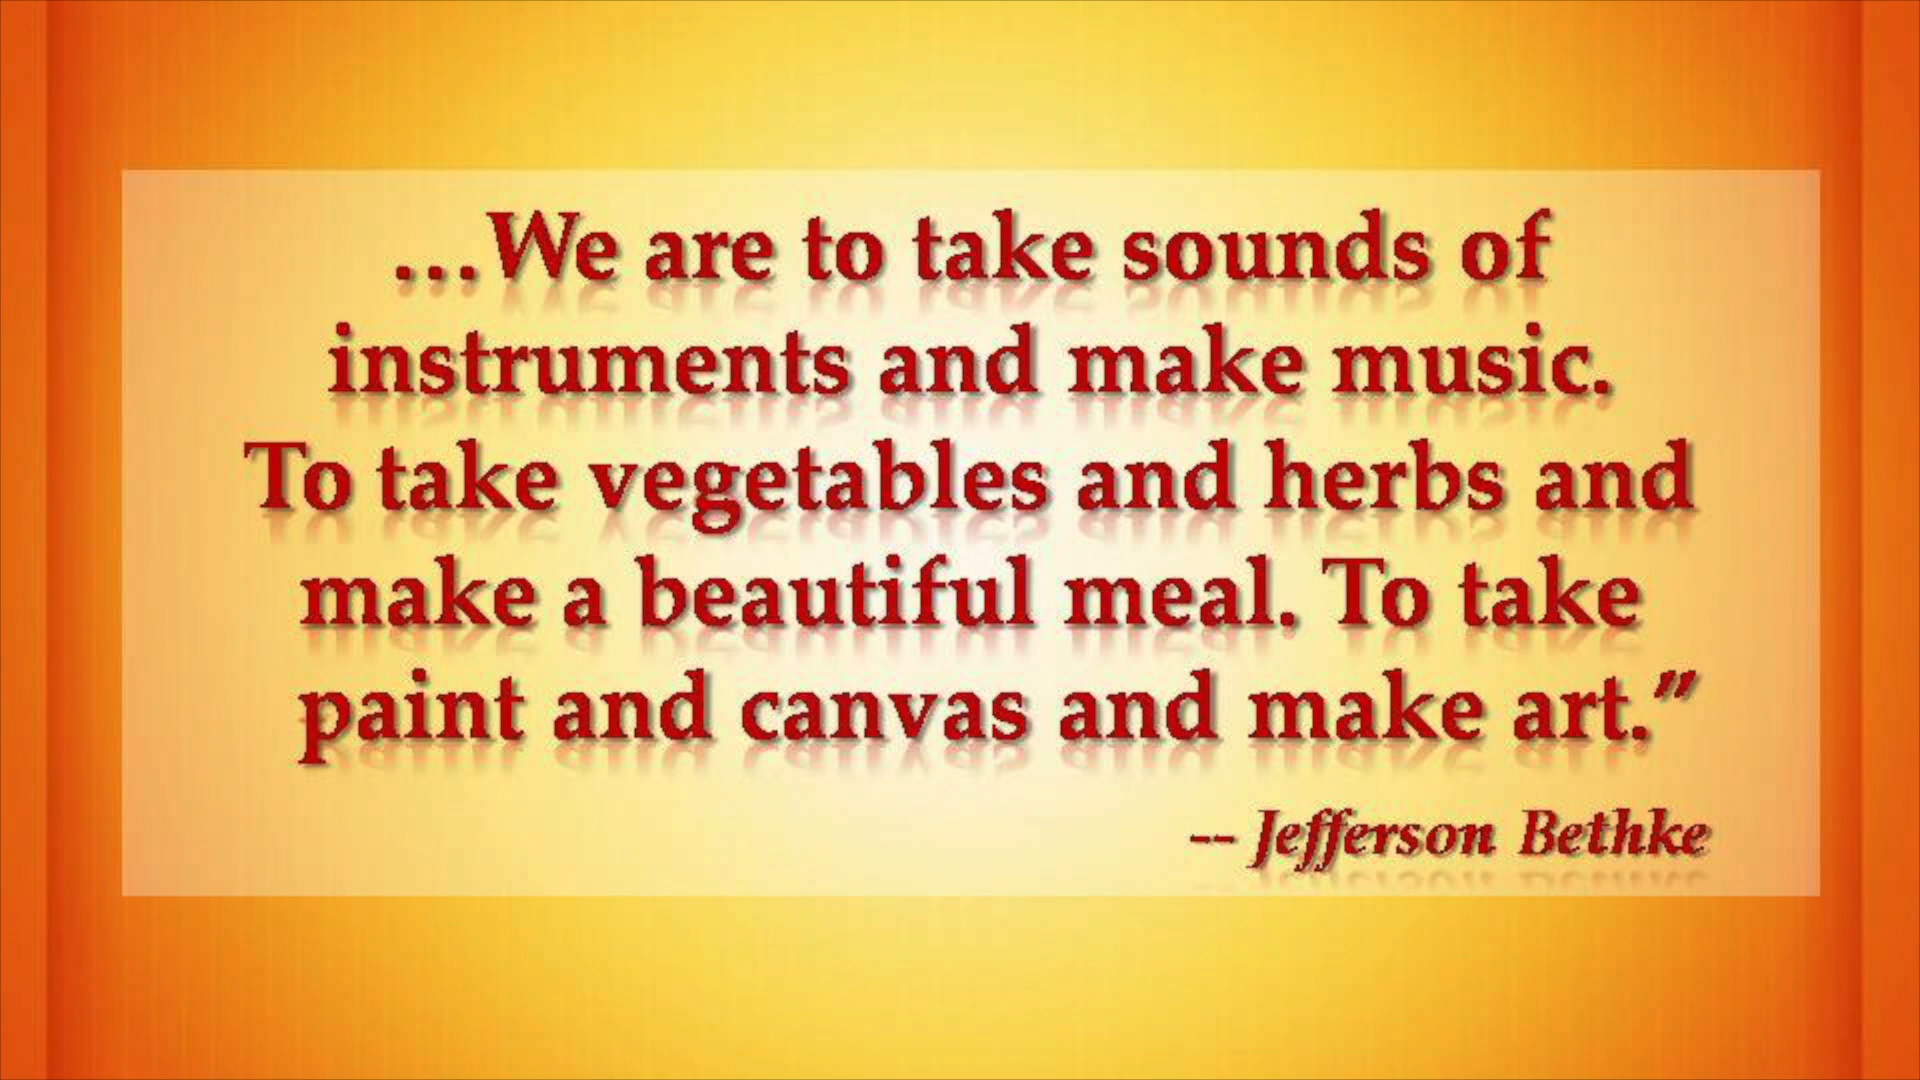 …We are to take sounds of
instruments and make music.
To take vegetables and herbs and
make a beautiful meal. To take
paint and canvas and make art.”
-- Jefferson Bethke